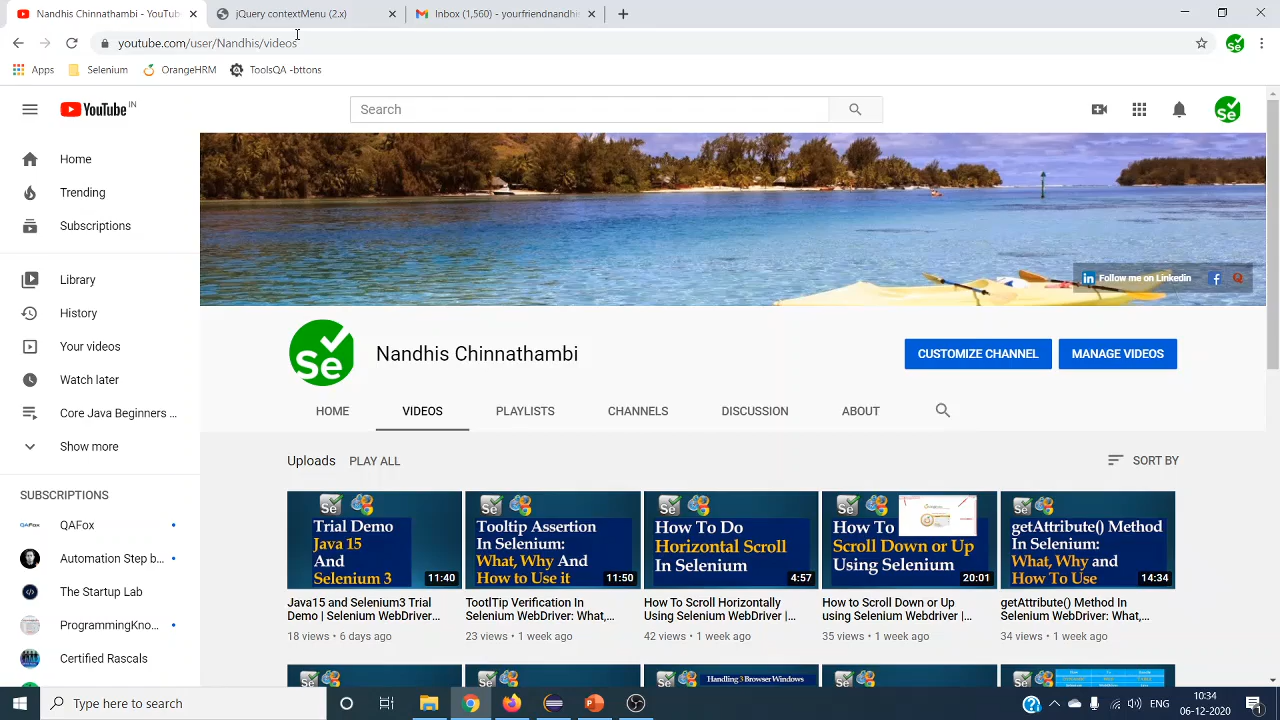 Nandhis Chinnathambi - YouTub
jQuery contextMenu (2.x)
Inbox (1,560) - yourfriendnandhis
youtube.com/user/Nandhis/videos
Apps
Selenium
OrangeHRM
ToolsQA -bttons
YouTube IN
Search
Home
Trending
Subscriptions
Library
History
Your videos
Watch later
Core Java Beginners ...
Show more
SUBSCRIPTIONS
QAFox
QAFox
Automation Step b...
The Startup Lab
ProgrammingKno...
Certified Rascals
Follow me on Linkedin
Se
Nandhis Chinnathambi
CUSTOMIZE CHANNEL
MANAGE VIDEOS
HOME
VIDEOS
PLAYLISTS
CHANNELS
DISCUSSION
ABOUT
Uploads
PLAY ALL
SORT BY
Trial Demo
Java 15
And
Selenium 3
11:40
Java15 and Selenium3 Trial
Demo | Selenium WebDriver...
18 views • 6 days ago
Tooltip Assertion
In Selenium:
What, Why And
How to Use it
11:50
TootlTip Verification In
Selenium WebDriver: What,...
23 views • 1 week ago
How To Do
Horizontal Scroll
In Selenium
4:57
How To Scroll Horizontally
Using Selenium WebDriver |...
42 views • 1 week ago
How To
Scroll Down or Up
Using Selenium
20:01
How to Scroll Down or Up
using Selenium WebDriver |...
35 views • 1 week ago
getAttribute() Method
In Selenium:
What, Why and
How To Use
14:34
getAttribute() Method In
Selenium WebDriver: What,...
34 views • 1 week ago
Handling 3 Browser Windows
Type here to search
ENG
10:34
06-12-2020